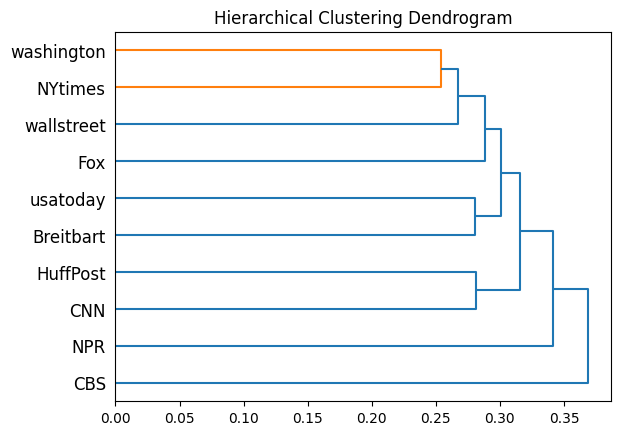 Hierarchical Clustering Dendrogram
washington
NYtimes
wallstreet
Fox
usatoday
Breitbart
HuffPost
CNN
NPR
CBS
0.00 0.05 0.10 0.15 0.20 0.25 0.30 0.35